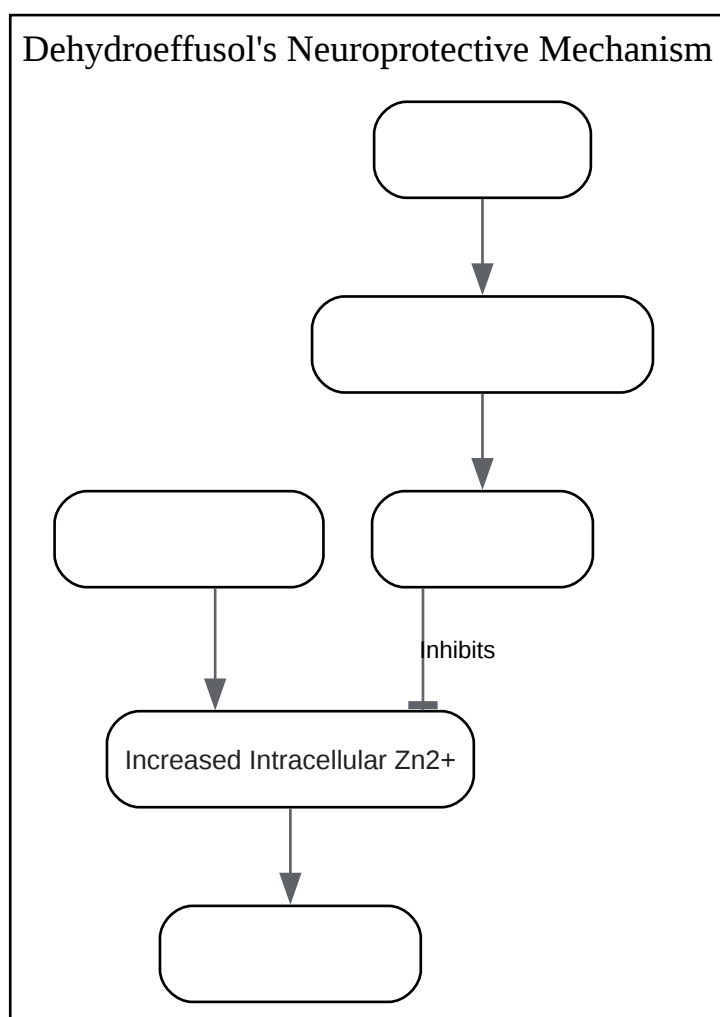 Dehydroeffusol's Neuroprotective Mechanism
Inhibits
Increased Intracellular Zn2+